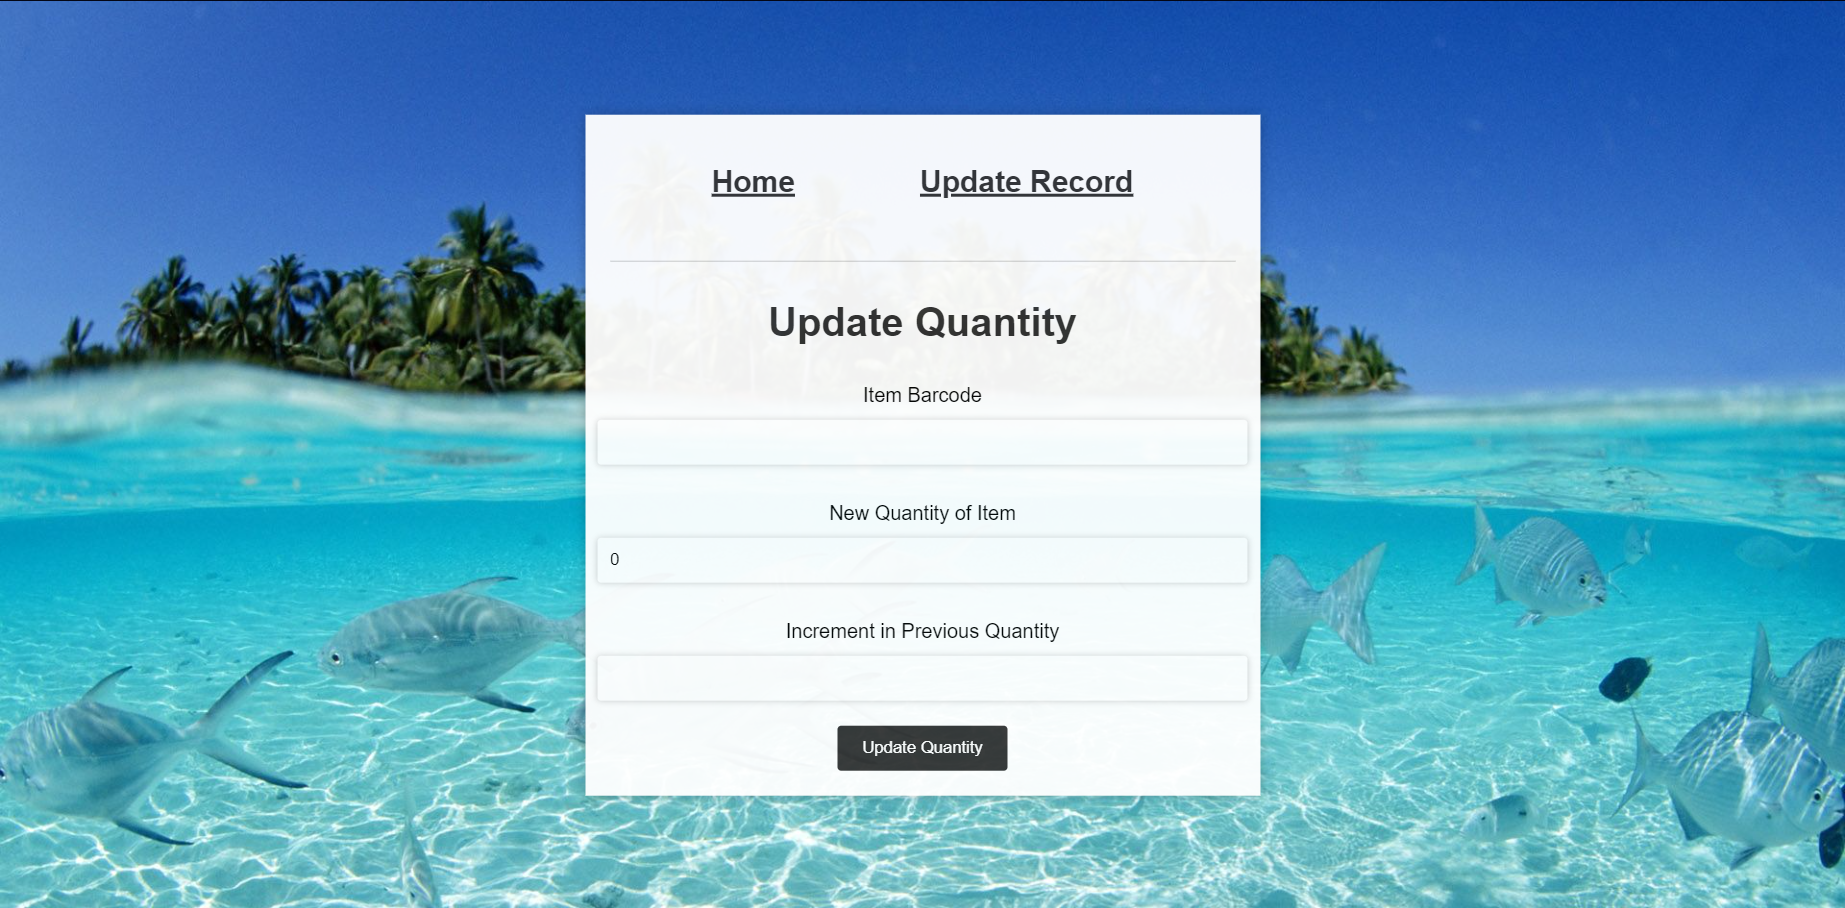 Home Update Record
Update Quantity
Item Barcode
New Quantity of Item
0
Increment in Previous Quantity
Update Quantity